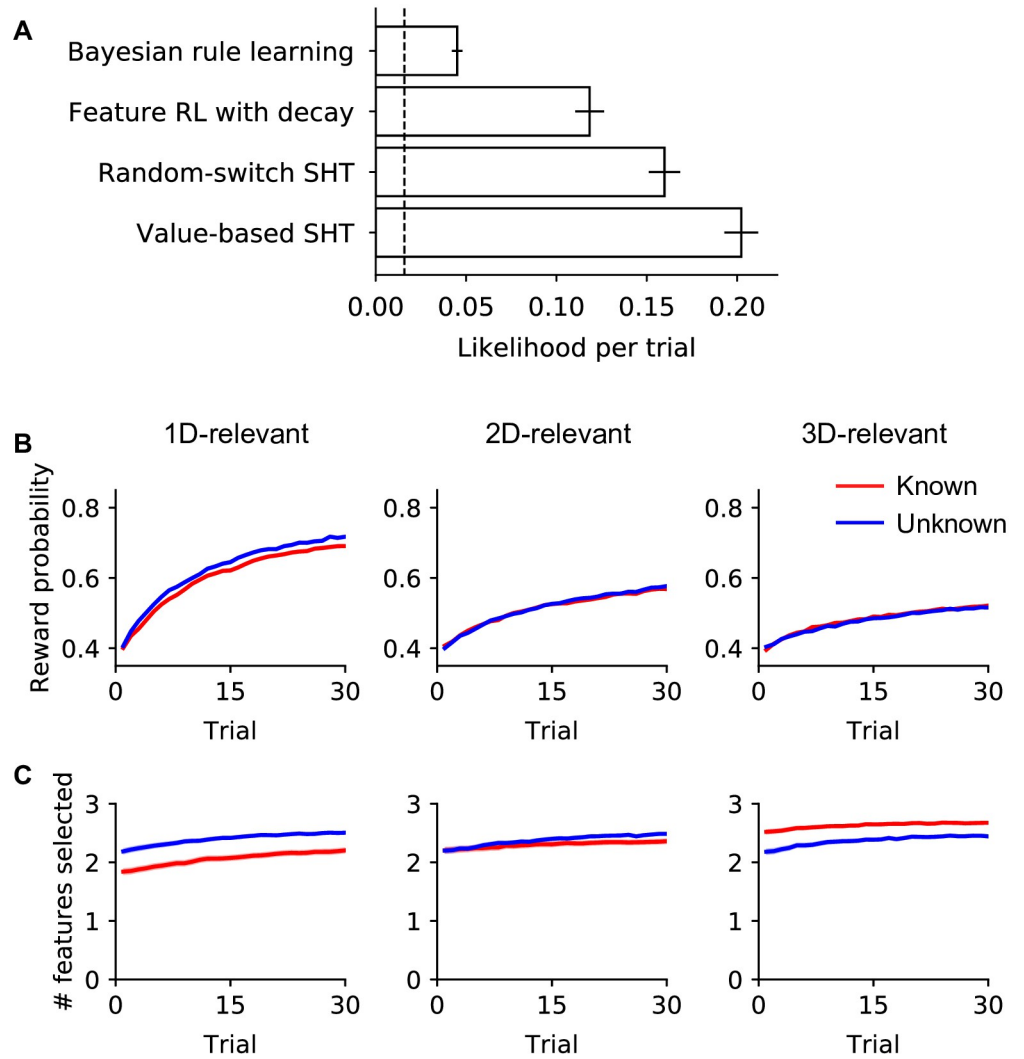 A
Bayesian rule learning
Feature RL with decay
Random-switch SHT
Value-based SHT
0.00 0.05 0.10 0.15 0.20
Likelihood per trial
B
1D-relevant 2D-relevant 3D-relevant
Known
Unknown
Reward probability
0.8 0.8 0.8
0.6 0.6 0.6
0.4 0.4 0.4
0 15 30 0 15 30 0 15 30
Trial Trial Trial
C
# features selected
3 3 3
2 2 2
1 1 1
0 0 0
0 15 30 0 15 30 0 15 30
Trial Trial Trial